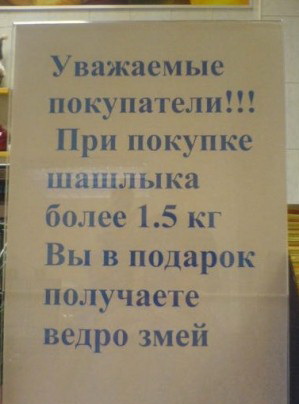 Уважаемые
покупатели!!!
При покупке
шашлыка
более 1.5 кг
Вы в подарок
получаете
ведро змей